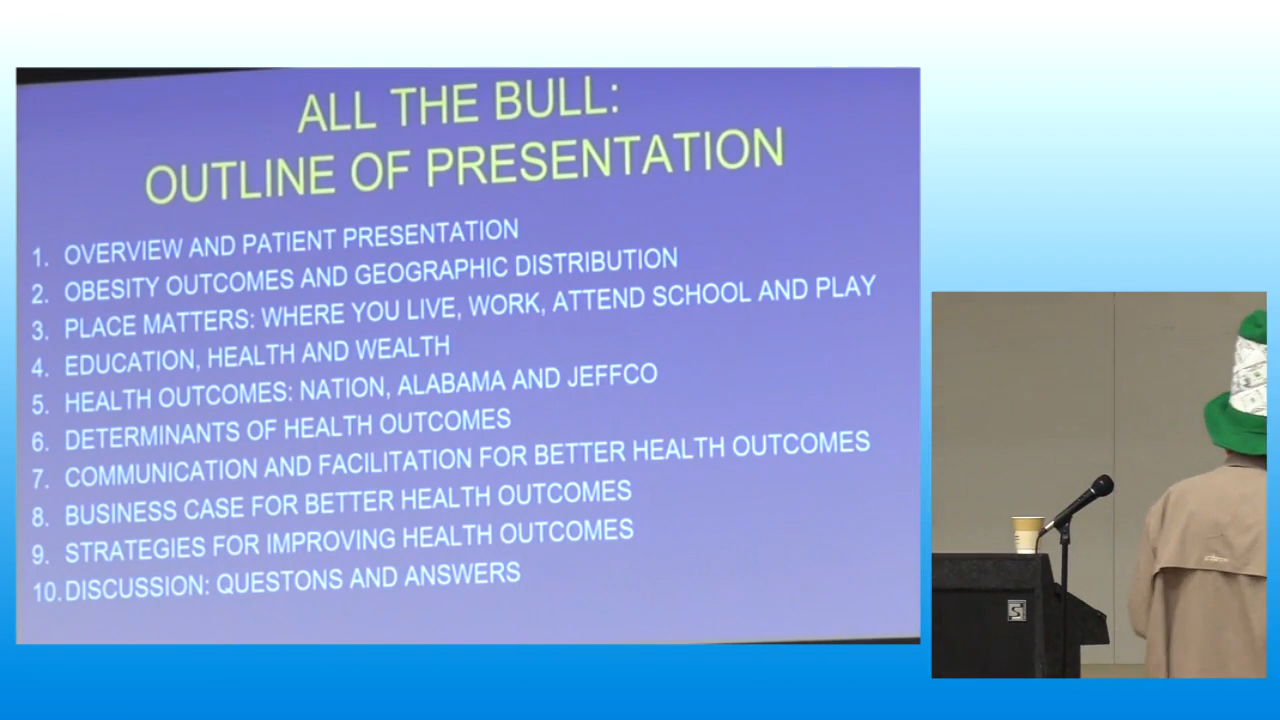 ALL THE BULL:
OUTLINE OF PRESENTATION
1. OVERVIEW AND PATIENT PRESENTATION
2. OBESITY OUTCOMES AND GEOGRAPHIC DISTRIBUTION
3. PLACE MATTERS: WHERE YOU LIVE, WORK, ATTEND SCHOOL AND PLAY
4. EDUCATION, HEALTH AND WEALTH
5. HEALTH OUTCOMES: NATION, ALABAMA AND JEFFCO
6. DETERMINANTS OF HEALTH OUTCOMES
7. COMMUNICATION AND FACILITATION FOR BETTER HEALTH OUTCOMES
8. BUSINESS CASE FOR BETTER HEALTH OUTCOMES
9. STRATEGIES FOR IMPROVING HEALTH OUTCOMES
10. DISCUSSION: QUESTONS AND ANSWERS